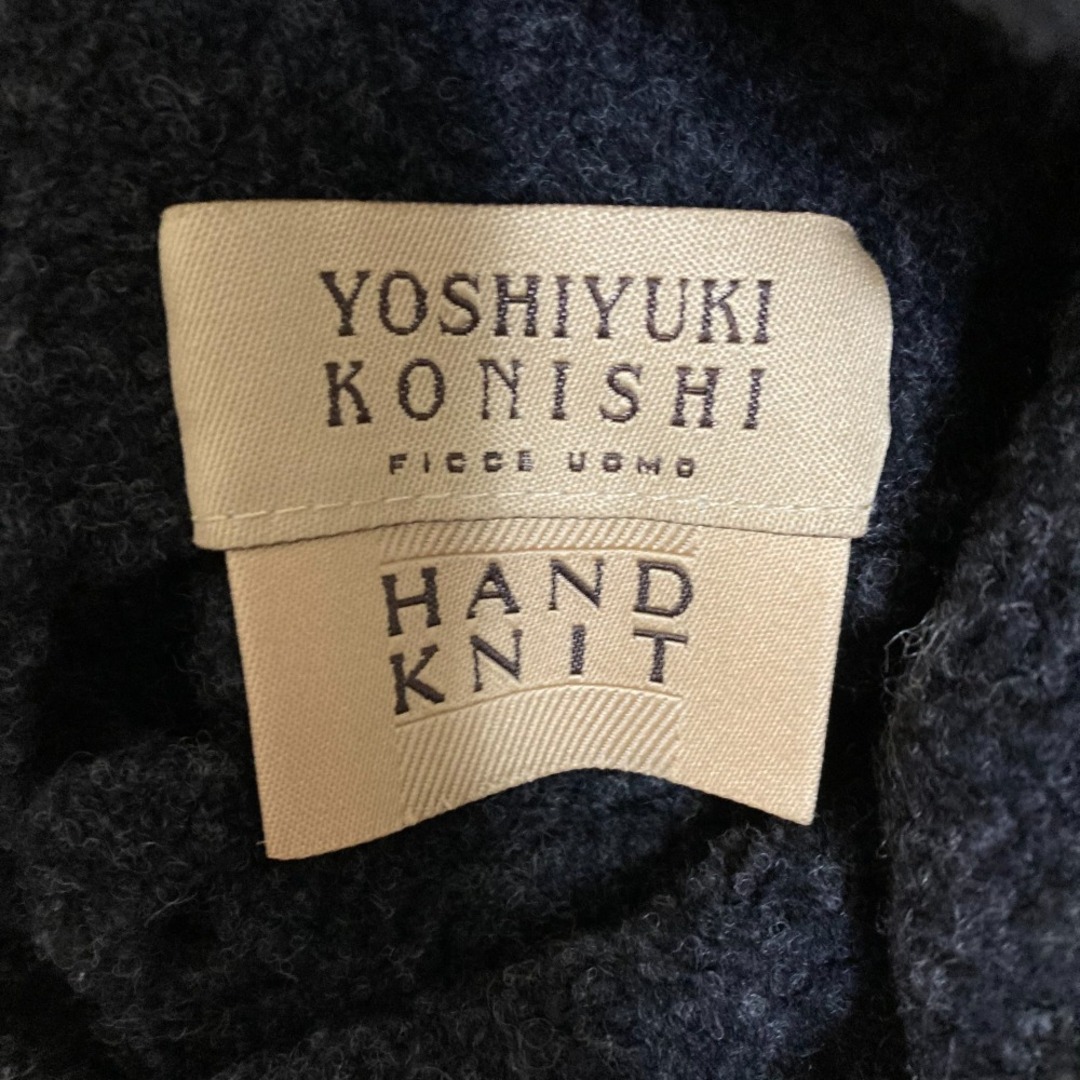 YOSHIYUKI
KONISHI
FICCE UOMO
HAND
KNIT